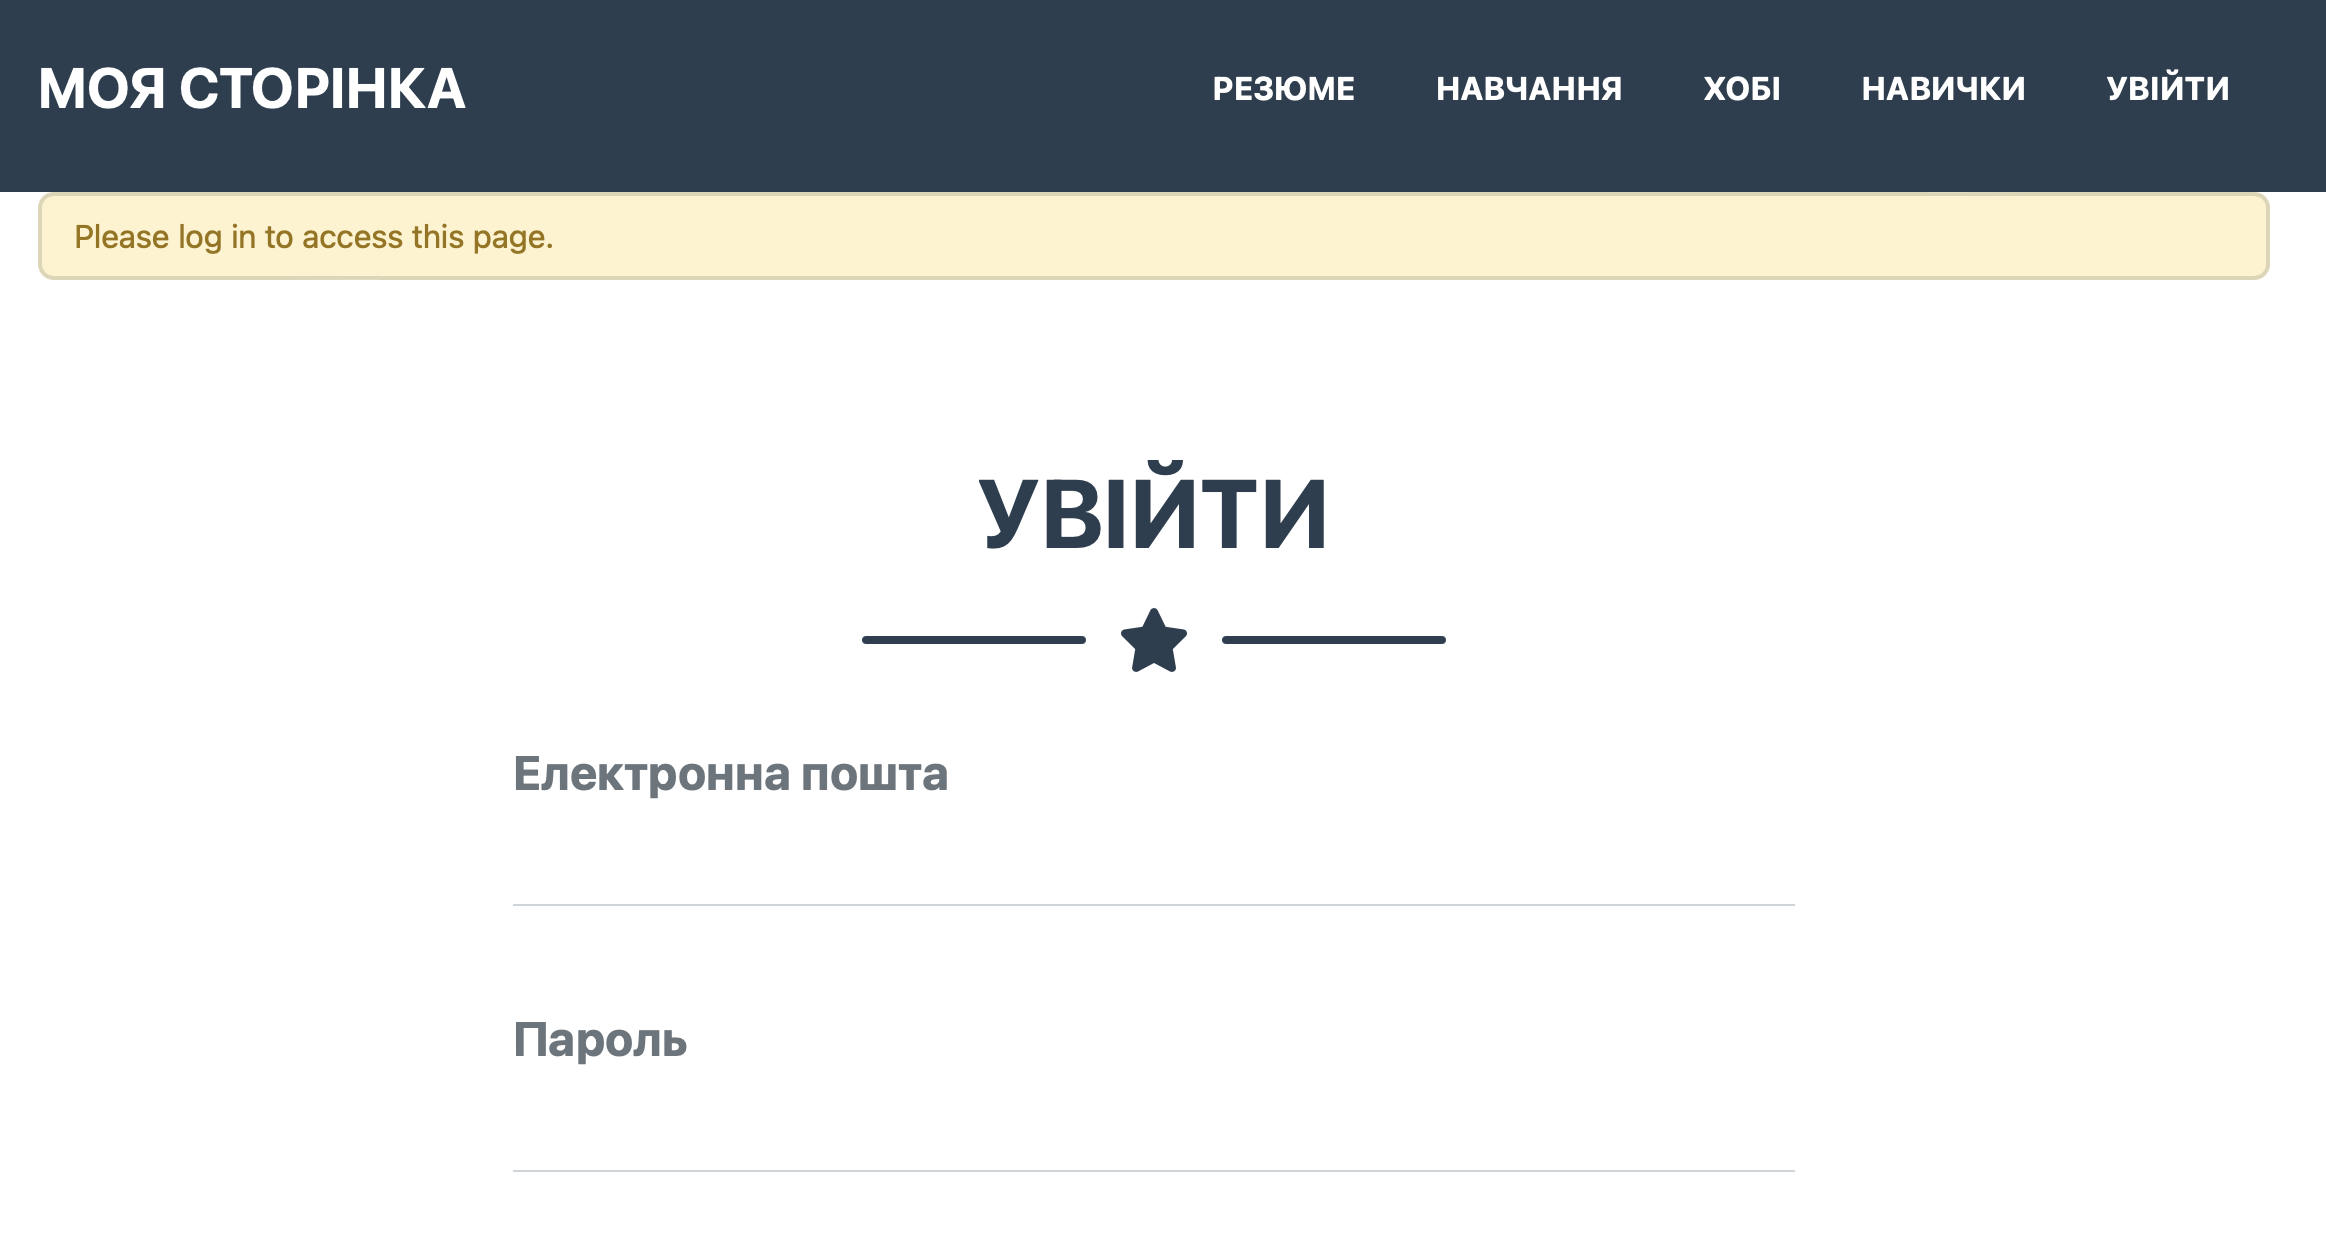 МОЯ СТОРІНКА
РЕЗЮМЕ НАВЧАННЯ ХОБІ НАВИЧКИ УВІЙТИ
Please log in to access this page.
УВІЙТИ
Електронна пошта
Пароль